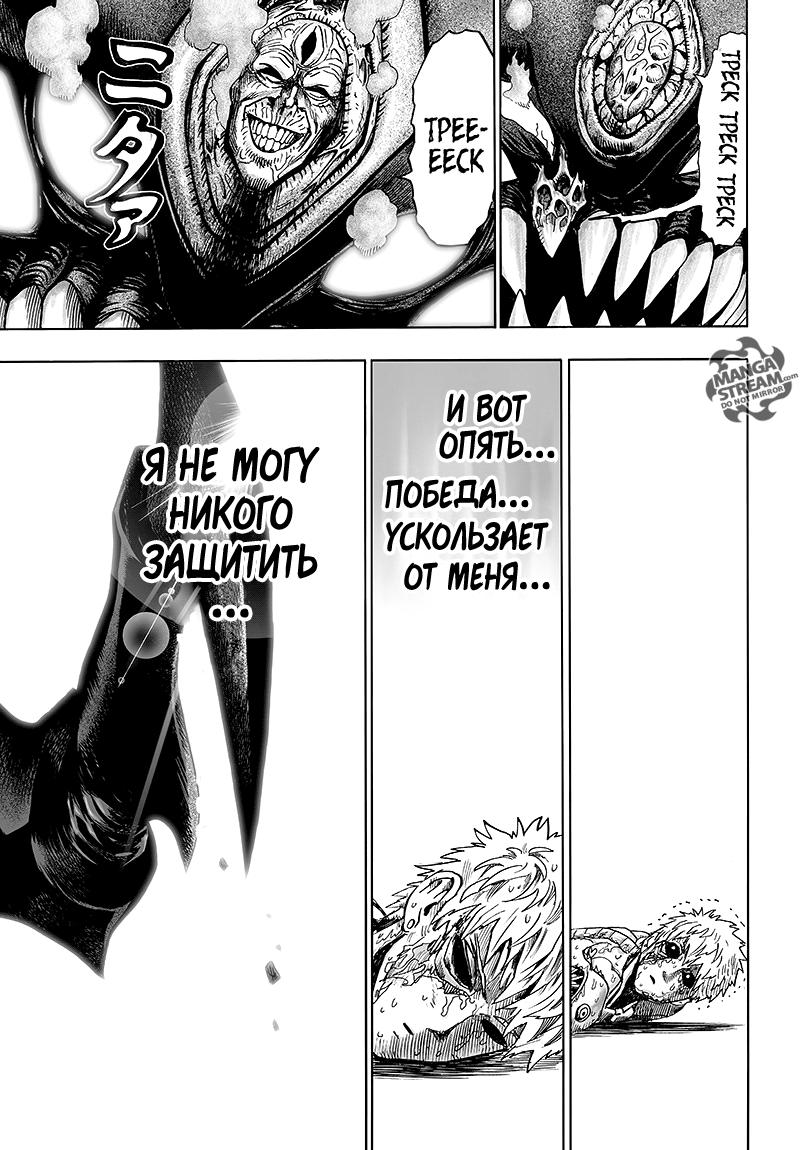 ТРЕСК ТРЕСК ТРЕСК
ТРЕЕ-
ЕЕСК
ニタァ
MANGA
STREAM.com
DO NOT MIRROR
И ВОТ
ОПЯТЬ...
ПОБЕДА...
УСКОЛЬЗАЕТ
ОТ МЕНЯ...
Я НЕ МОГУ
НИКОГО
ЗАЩИТИТЬ
...